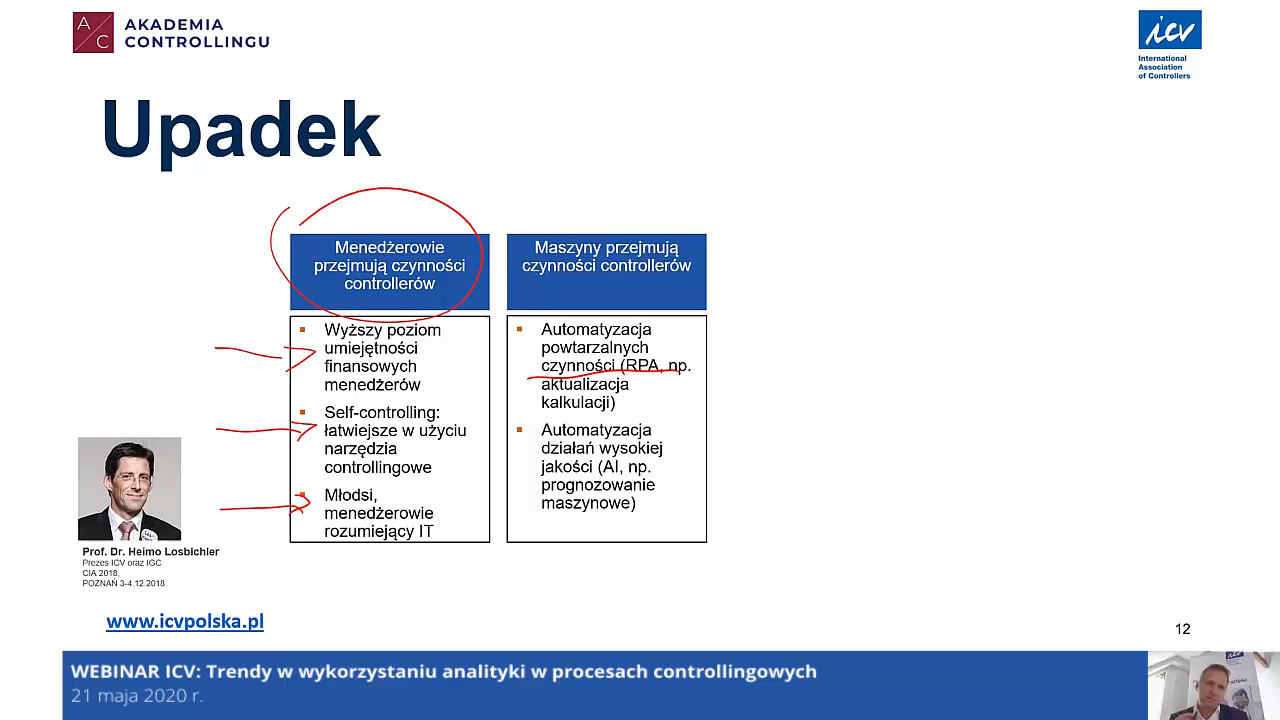 AC AKADEMIA
CONTROLLINGU
icv
International
Association
of Controllers
Upadek
Menedżerowie
przejmują czynności
controllerów
Wyższy poziom
umiejętności
finansowych
menedżerów
Self-controlling:
łatwiejsze w użyciu
narzędzia
controllingowe
Młodsi,
menedżerowie
rozumiejący IT
Maszyny przejmują
czynności controllerów
Automatyzacja
powtarzalnych
czynności (RPA, np.
aktualizacja
kalkulacji)
Automatyzacja
działań wysokiej
jakości (AI, np.
prognozowanie
maszynowe)
Prof. Dr. Heimo Losbichler
Prezes ICV oraz IGC
CIA 2018,
POZNAŃ 3-4.12.2018
www.icvpolska.pl
12
WEBINAR ICV: Trendy w wykorzystaniu analityki w procesach controllingowych
21 maja 2020 r.